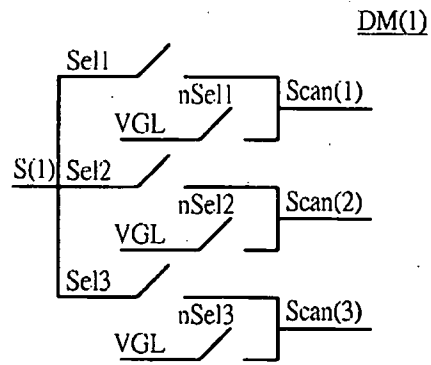 DM(1)
Sel1
nSel1
Scan(1)
VGL
S(1)
Sel2
nSel2
Scan(2)
VGL
Sel3
nSel3
Scan(3)
VGL